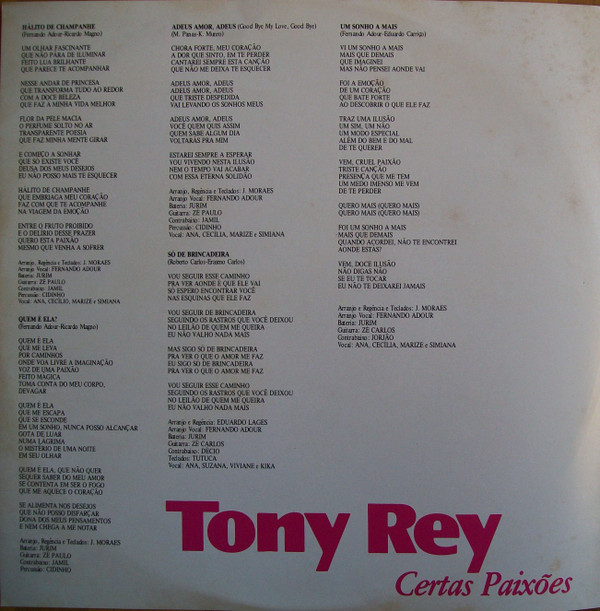 HÁLITO DE CHAMPANHE
(Fernando Adour-Ricardo Magno)
UM OLHAR FASCINANTE
QUE NÃO PARA DE ILUMINAR
FEITO LUA BRILHANTE
QUE PARECE TE ACOMPANHAR
NESSE ANDAR DE PRINCESA
QUE TRANSFORMA TUDO AO REDOR
COM A DOCE BELEZA
QUE FAZ A MINHA VIDA MELHOR
FLOR DA PELE MACIA
O PERFUME SOLTO NO AR
TRANSPARENTE POESIA
QUE FAZ MINHA MENTE GIRAR
E COMEÇO A SONHAR
QUE SÓ EXISTE VOCÊ
DEUSA DOS MEUS DESEJOS
EU NÃO POSSO MAIS TE ESQUECER
HÁLITO DE CHAMPANHE
QUE EMBRIAGA MEU CORAÇÃO
FAZ COM QUE TE ACOMPANHE
NA VIAGEM DA EMOÇÃO
ENTRE O FRUTO PROIBIDO
E O DELÍRIO DESSE PRAZER
QUERO ESTA PAIXÃO
MESMO QUE VENHA A SOFRER
Arranjo, Regência e Teclados: J. MORAES
Arranjo Vocal: FERNANDO ADOUR
Bateria: JURIM
Guitarra: ZÉ PAULO
Contrabaixo: JAMIL
Percussão: CIDINHO
Vocal: ANA, CECÍLIA, MARIZE e SIMIANA
QUEM É ELA?
(Fernando Adour-Ricardo Magno)
QUEM É ELA
QUE ME LEVA
POR CAMINHOS
ONDE VOA LIVRE A IMAGINAÇÃO
VOZ DE UMA PAIXÃO
FEITO MÁGICA
TOMA CONTA DO MEU CORPO,
DEVAGAR
QUEM É ELA
QUE ME ESCAPA
QUE SE ESCONDE
EM UM SONHO, NUNCA POSSO ALCANÇAR
GOTA DE LUAR
NUMA LÁGRIMA
O MISTÉRIO DE UMA NOITE
EM SEU OLHAR
QUEM É ELA, QUE NÃO QUER
SEQUER SABER DO MEU AMOR
SE CONTENTA EM SER O FOGO
QUE ME AQUECE O CORAÇÃO
SE ALIMENTA NOS DESEJOS
QUE NÃO POSSO DISFARÇAR
DONA DOS MEUS PENSAMENTOS
E NEM CHEGA A ME NOTAR
Arranjo, Regência e Teclados: J. MORAES
Bateria: JURIM
Guitarra: ZÉ PAULO
Contrabaixo: JAMIL
Percussão: CIDINHO
ADEUS AMOR, ADEUS (Good Bye My Love, Good Bye)
(M. Panas-K. Munro)
CHORA FORTE, MEU CORAÇÃO
A DOR QUE SINTO, EM TE PERDER
CANTAREI SEMPRE ESTA CANÇÃO
QUE NÃO ME DEIXA TE ESQUECER
ADEUS AMOR, ADEUS
ADEUS AMOR, ADEUS
QUE TRISTE DESPEDIDA
VAI LEVANDO OS SONHOS MEUS
ADEUS AMOR, ADEUS
VOCÊ QUEM QUIS ASSIM
QUEM SABE ALGUM DIA
VOLTARÁS PRA MIM
ESTAREI SEMPRE A ESPERAR
VOU VIVENDO NESTA ILUSÃO
NEM O TEMPO VAI ACABAR
COM ESSA ETERNA SOLIDÃO
Arranjo, Regência e Teclados: J. MORAES
Arranjo Vocal: FERNANDO ADOUR
Bateria: JURIM
Guitarra: ZÉ PAULO
Contrabaixo: JAMIL
Percussão: CIDINHO
Vocal: ANA, CECÍLIA, MARIZE e SIMIANA
SÓ DE BRINCADEIRA
(Roberto Carlos-Erasmo Carlos)
VOU SEGUIR ESSE CAMINHO
PRA VER AONDE É QUE ELE VAI
SÓ ESPERO ENCONTRAR VOCÊ
NAS ESQUINAS QUE ELE FAZ
VOU SEGUIR DE BRINCADEIRA
SEGUINDO OS RASTROS QUE VOCÊ DEIXOU
NO LEILÃO DE QUEM ME QUEIRA
EU NÃO VALHO NADA MAIS
MAS SIGO SÓ DE BRINCADEIRA
PRA VER O QUE O AMOR ME FAZ
EU SIGO SÓ DE BRINCADEIRA
PRA VER O QUE O AMOR ME FAZ
VOU SEGUIR ESSE CAMINHO
SEGUINDO OS RASTROS QUE VOCÊ DEIXOU
NO LEILÃO DE QUEM ME QUEIRA
EU NÃO VALHO NADA MAIS
Arranjo e Regência: EDUARDO LAGES
Arranjo Vocal: FERNANDO ADOUR
Bateria: JURIM
Guitarra: ZÉ CARLOS
Contrabaixo: DÉCIO
Teclados: TUTUCA
Vocal: ANA, SUZANA, VIVIANE e KIKA
UM SONHO A MAIS
(Fernando Adour-Eduardo Carriço)
VI UM SONHO A MAIS
MAIS QUE DEMAIS
QUE IMAGINEI
MAS NÃO PENSEI AONDE VAI
FOI A EMOÇÃO
DE UM CORAÇÃO
QUE BATE FORTE
AO DESCOBRIR O QUE ELE FAZ
TRAZ UMA ILUSÃO
UM SIM, UM NÃO
UM MODO ESPECIAL
ALÉM DO BEM E DO MAL
DE TE QUERER
VEM, CRUEL PAIXÃO
TRISTE CANÇÃO
PRESENÇA QUE ME TEM
UM MEDO IMENSO ME VEM
DE TE PERDER
QUERO MAIS (QUERO MAIS)
QUERO MAIS (QUERO MAIS)
FOI UM SONHO A MAIS
MAIS QUE DEMAIS
QUANDO ACORDEI, NÃO TE ENCONTREI
AONDE ESTÁS?
VEM, DOCE ILUSÃO
NÃO DIGAS NÃO
SE EU TE TOCAR
EU NÃO TE DEIXAREI JAMAIS
Arranjo e Regência e Teclados: J. MORAES
Arranjo Vocal: FERNANDO ADOUR
Bateria: JURIM
Guitarra: ZÉ CARLOS
Contrabaixo: JORJÃO
Vocal: ANA, CECÍLIA, MARIZE e SIMIANA
Tony Rey
Certas Paixões